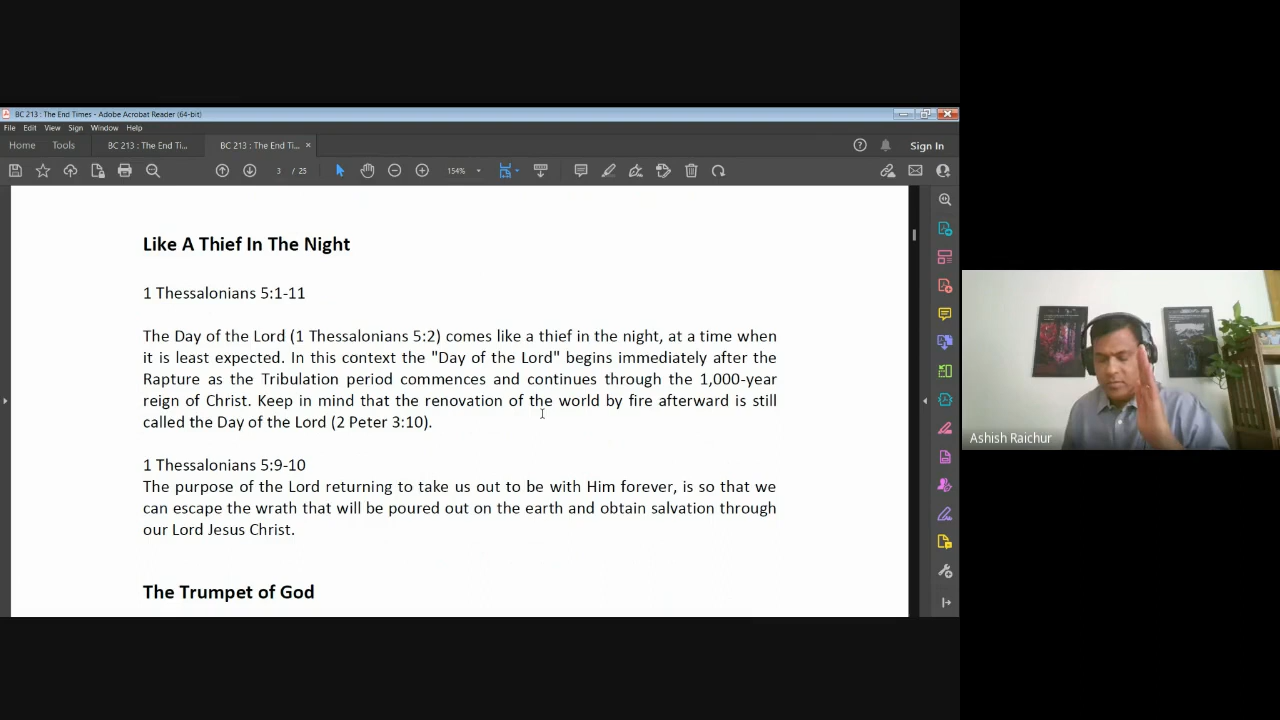 BC 213 : The End Times - Adobe Acrobat Reader (64-bit)
File Edit View Sign Window Help
Home Tools BC 213 : The End Ti... BC 213 : The End Ti... × Sign In
3 / 25 154%
Like A Thief In The Night
1 Thessalonians 5:1-11
The Day of the Lord (1 Thessalonians 5:2) comes like a thief in the night, at a time when
it is least expected. In this context the "Day of the Lord" begins immediately after the
Rapture as the Tribulation period commences and continues through the 1,000-year
reign of Christ. Keep in mind that the renovation of the world by fire afterward is still
called the Day of the Lord (2 Peter 3:10).
1 Thessalonians 5:9-10
The purpose of the Lord returning to take us out to be with Him forever, is so that we
can escape the wrath that will be poured out on the earth and obtain salvation through
our Lord Jesus Christ.
The Trumpet of God
Ashish Raichur